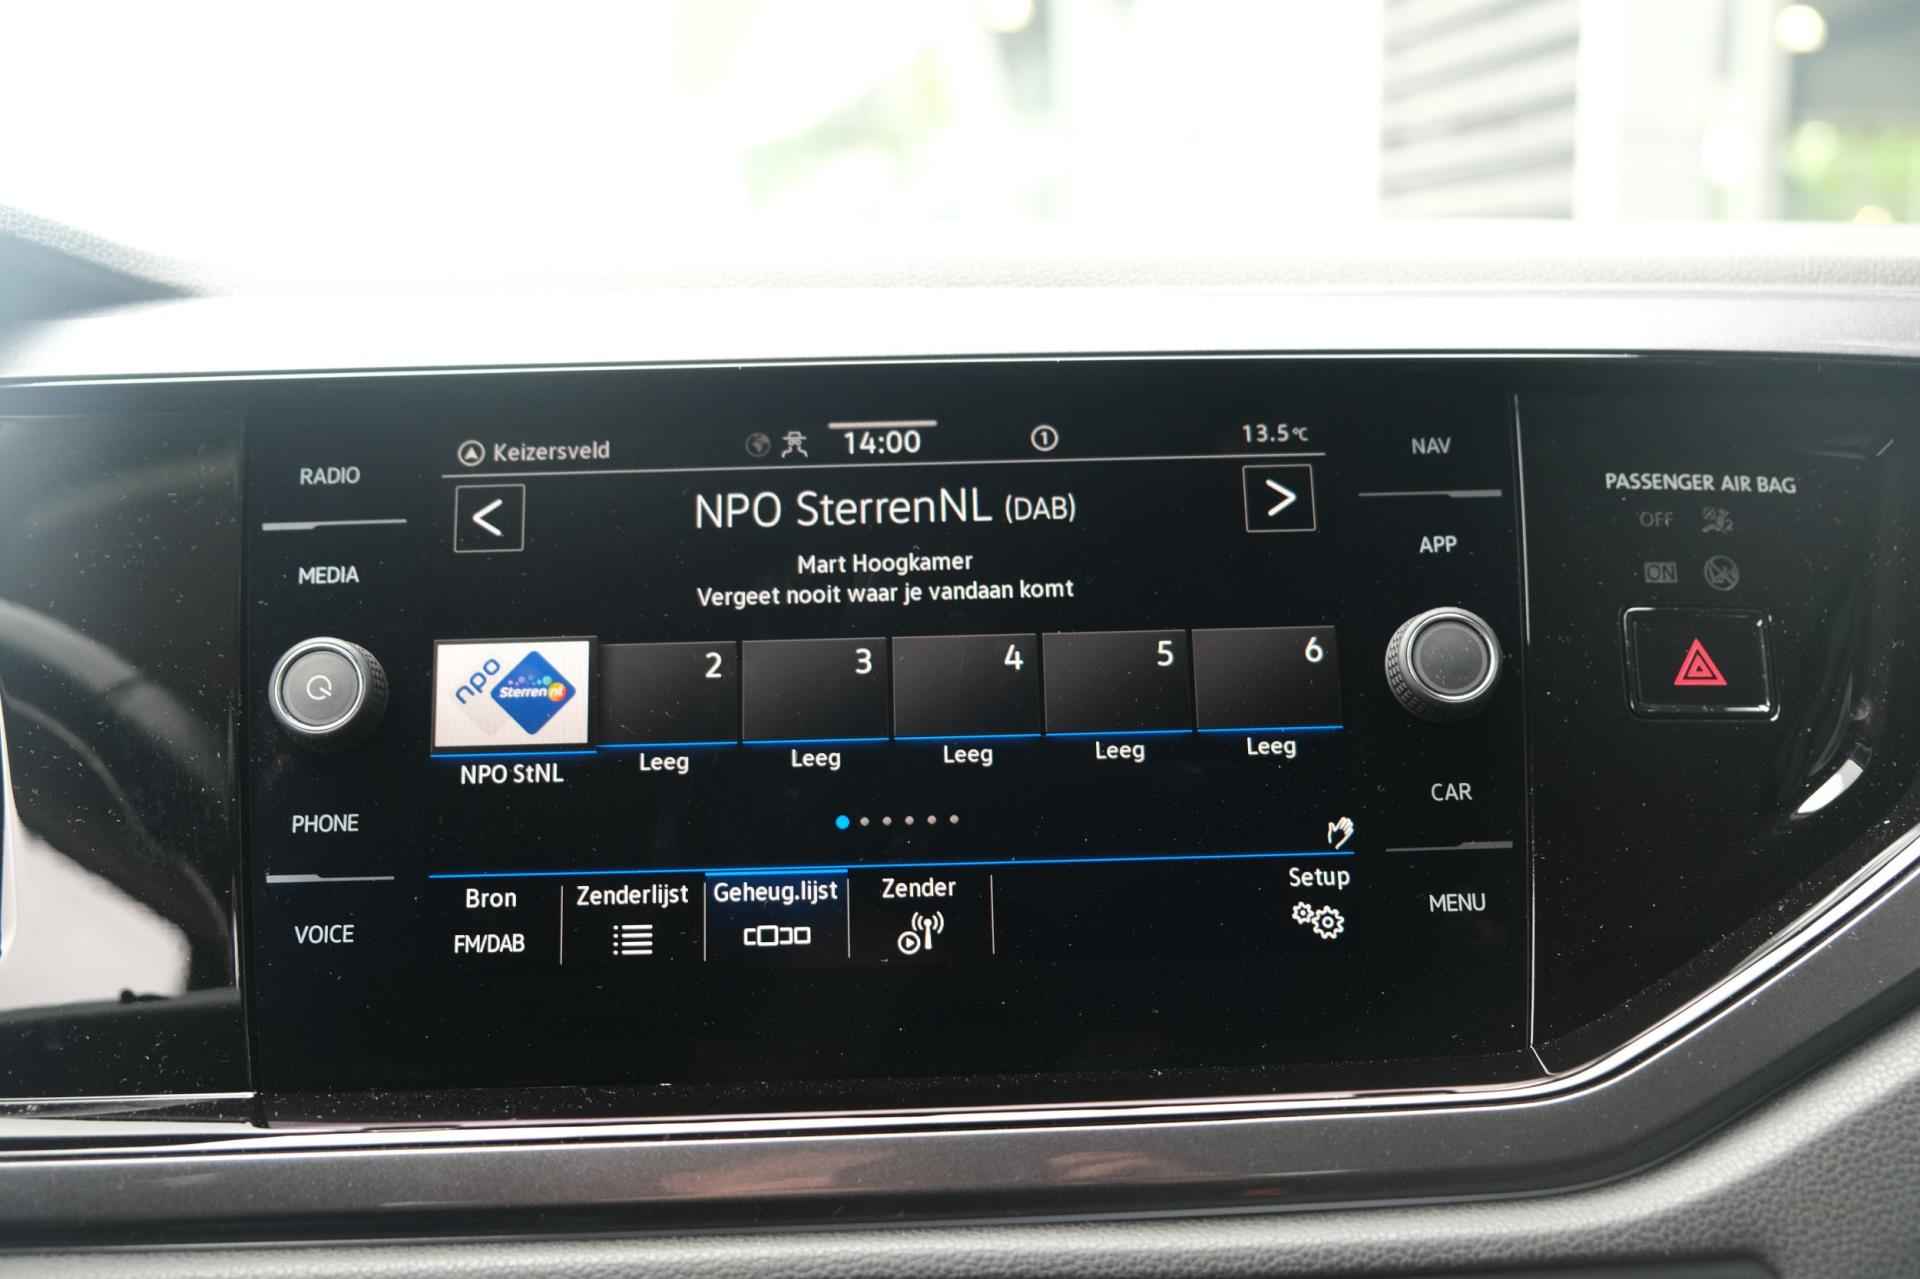 RADIO
MEDIA
PHONE
VOICE
Keizersveld
14:00
1
13.5°C
<
NPO SterrenNL (DAB)
>
Mart Hoogkamer
Vergeet nooit waar je vandaan komt
npo Sterren nl
2
3
4
5
6
NPO StNL
Leeg
Leeg
Leeg
Leeg
Leeg
Bron
FM/DAB
Zenderlijst
Geheug.lijst
Zender
Setup
NAV
APP
CAR
MENU
PASSENGER AIR BAG
OFF
ON